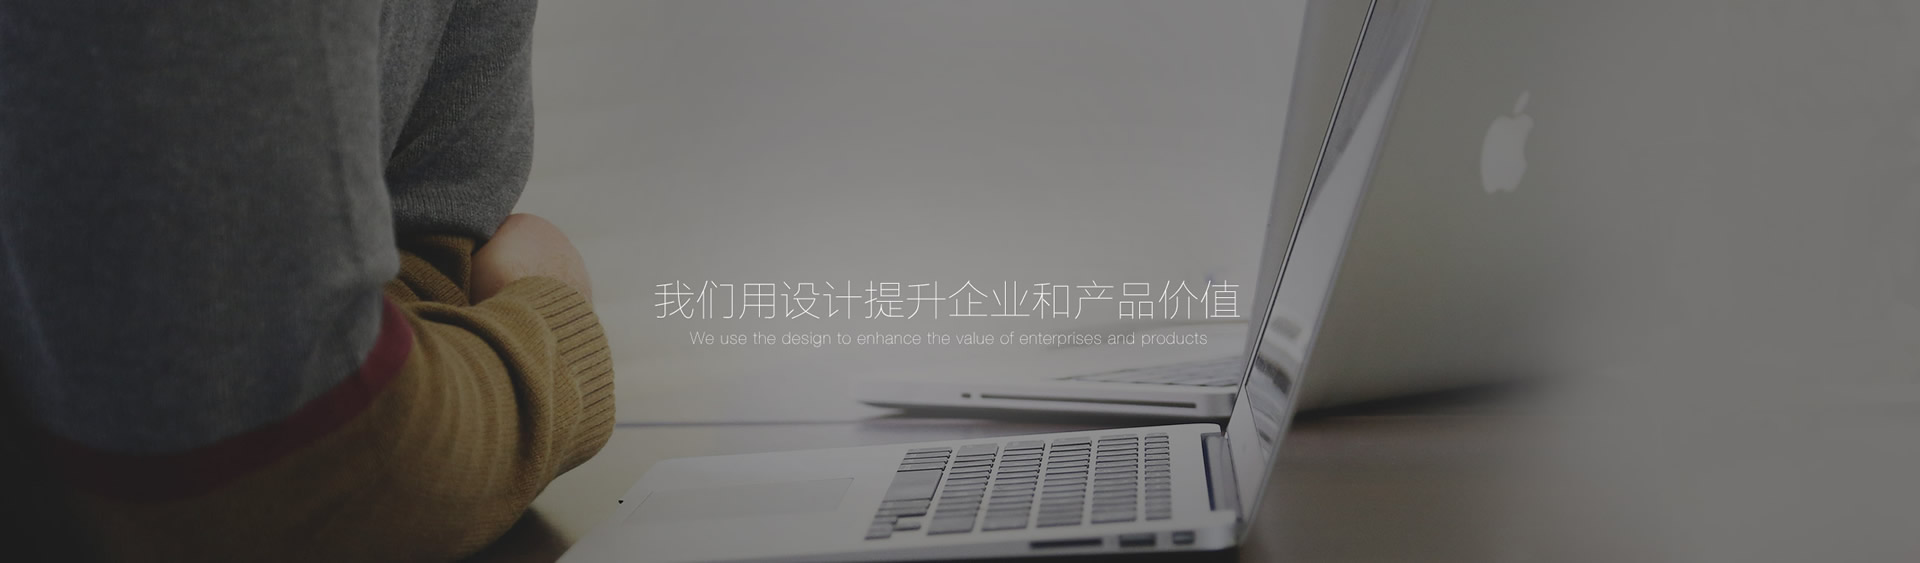 我们用设计提升企业和产品价值
We use the design to enhance the value of enterprises and products